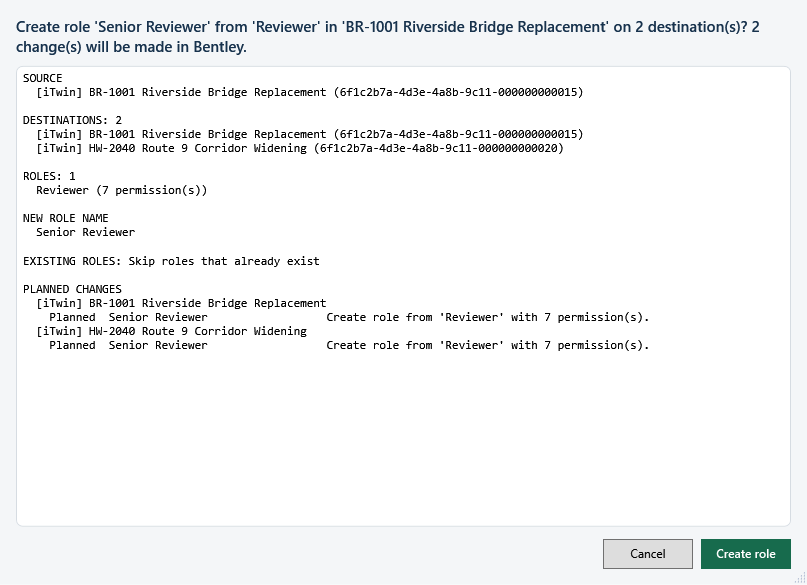 Create role 'Senior Reviewer' from 'Reviewer' in 'BR-1001 Riverside Bridge Replacement' on 2 destination(s)? 2
change(s) will be made in Bentley.
SOURCE
[iTwin] BR-1001 Riverside Bridge Replacement (6f1c2b7a-4d3e-4a8b-9c11-000000000015)
DESTINATIONS: 2
[iTwin] BR-1001 Riverside Bridge Replacement (6f1c2b7a-4d3e-4a8b-9c11-000000000015)
[iTwin] HW-2040 Route 9 Corridor Widening (6f1c2b7a-4d3e-4a8b-9c11-000000000020)
ROLES: 1
Reviewer (7 permission(s))
NEW ROLE NAME
Senior Reviewer
EXISTING ROLES: Skip roles that already exist
PLANNED CHANGES
[iTwin] BR-1001 Riverside Bridge Replacement
Planned  Senior Reviewer                  Create role from 'Reviewer' with 7 permission(s).
[iTwin] HW-2040 Route 9 Corridor Widening
Planned  Senior Reviewer                  Create role from 'Reviewer' with 7 permission(s).
Cancel
Create role